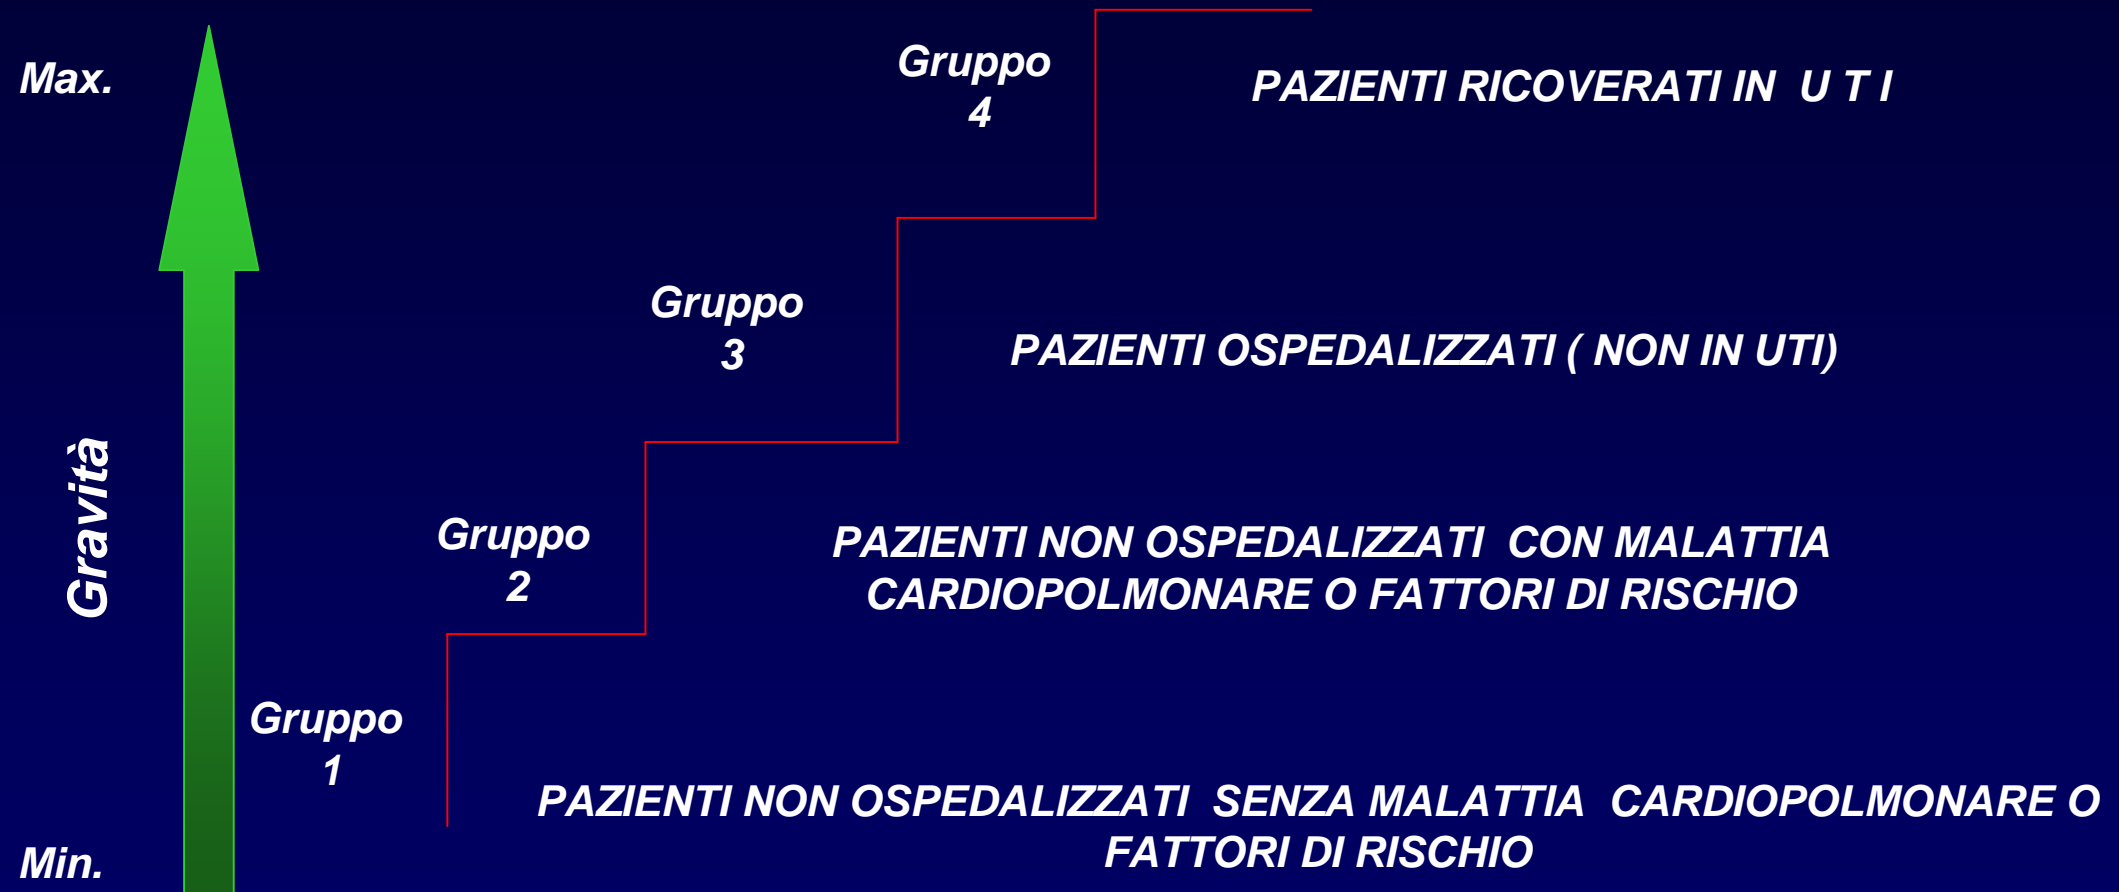 Max.
Gruppo
4
PAZIENTI RICOVERATI IN U T I
Gruppo
3
PAZIENTI OSPEDALIZZATI ( NON IN UTI)
Gravità
Gruppo
2
PAZIENTI NON OSPEDALIZZATI CON MALATTIA
CARDIOPOLMONARE O FATTORI DI RISCHIO
Gruppo
1
PAZIENTI NON OSPEDALIZZATI SENZA MALATTIA CARDIOPOLMONARE O
FATTORI DI RISCHIO
Min.